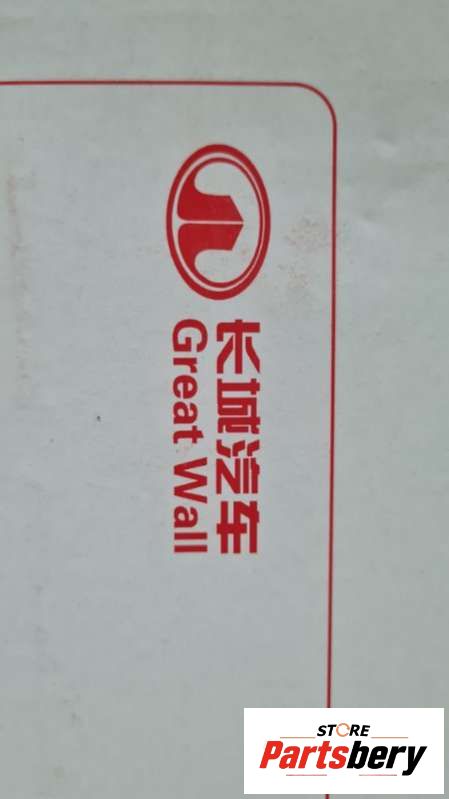 长城汽车
Great Wall
STORE
Partsbery